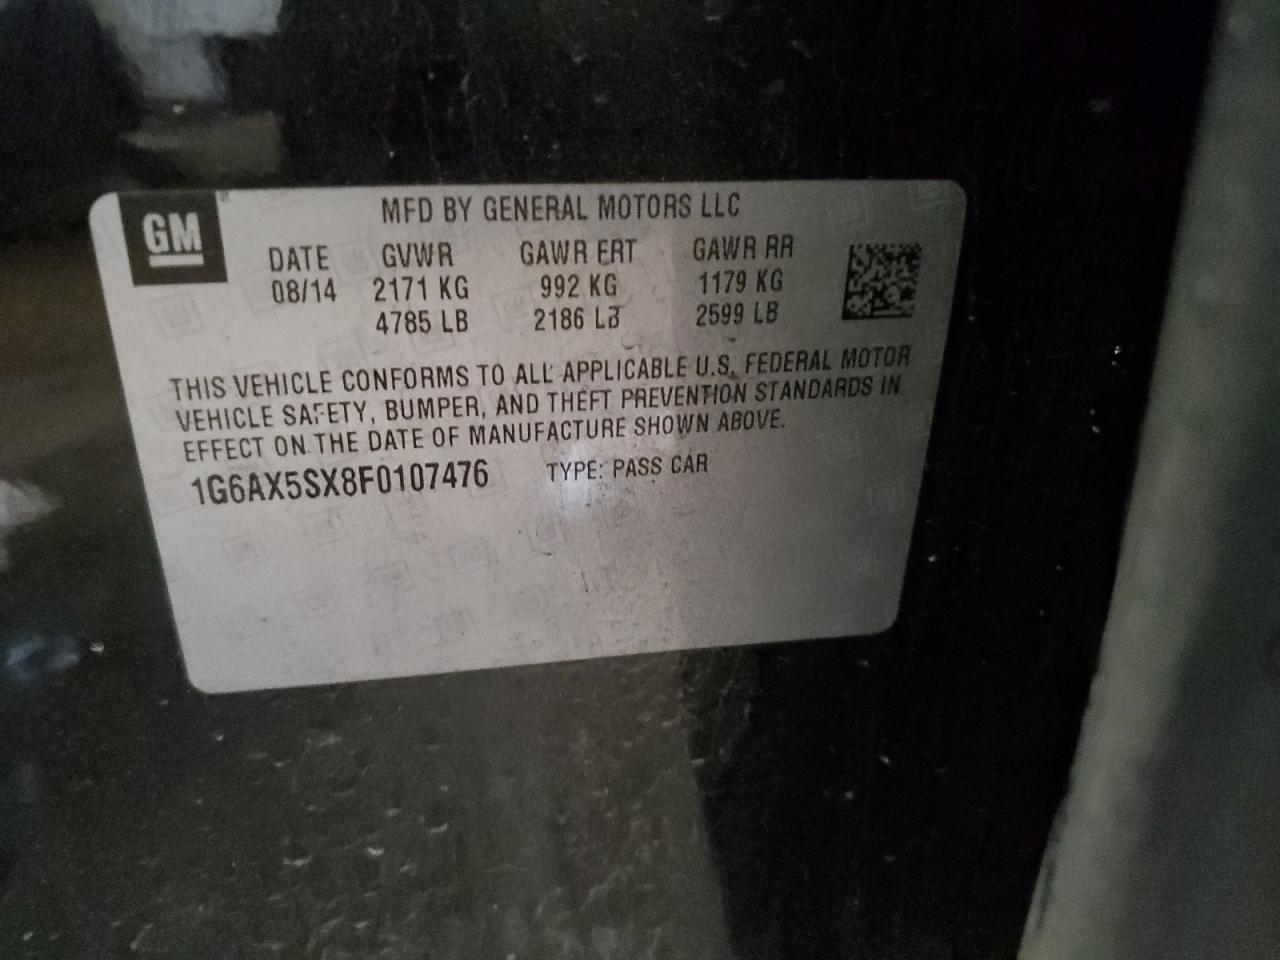 GM
MFD BY GENERAL MOTORS LLC
DATE GVWR GAWR FRT GAWR RR
08/14 2171 KG 992 KG 1179 KG
4785 LB 2186 LB 2599 LB
THIS VEHICLE CONFORMS TO ALL APPLICABLE U.S. FEDERAL MOTOR
VEHICLE SAFETY, BUMPER, AND THEFT PREVENTION STANDARDS IN
EFFECT ON THE DATE OF MANUFACTURE SHOWN ABOVE.
1G6AX5SX8F0107476 TYPE: PASS CAR